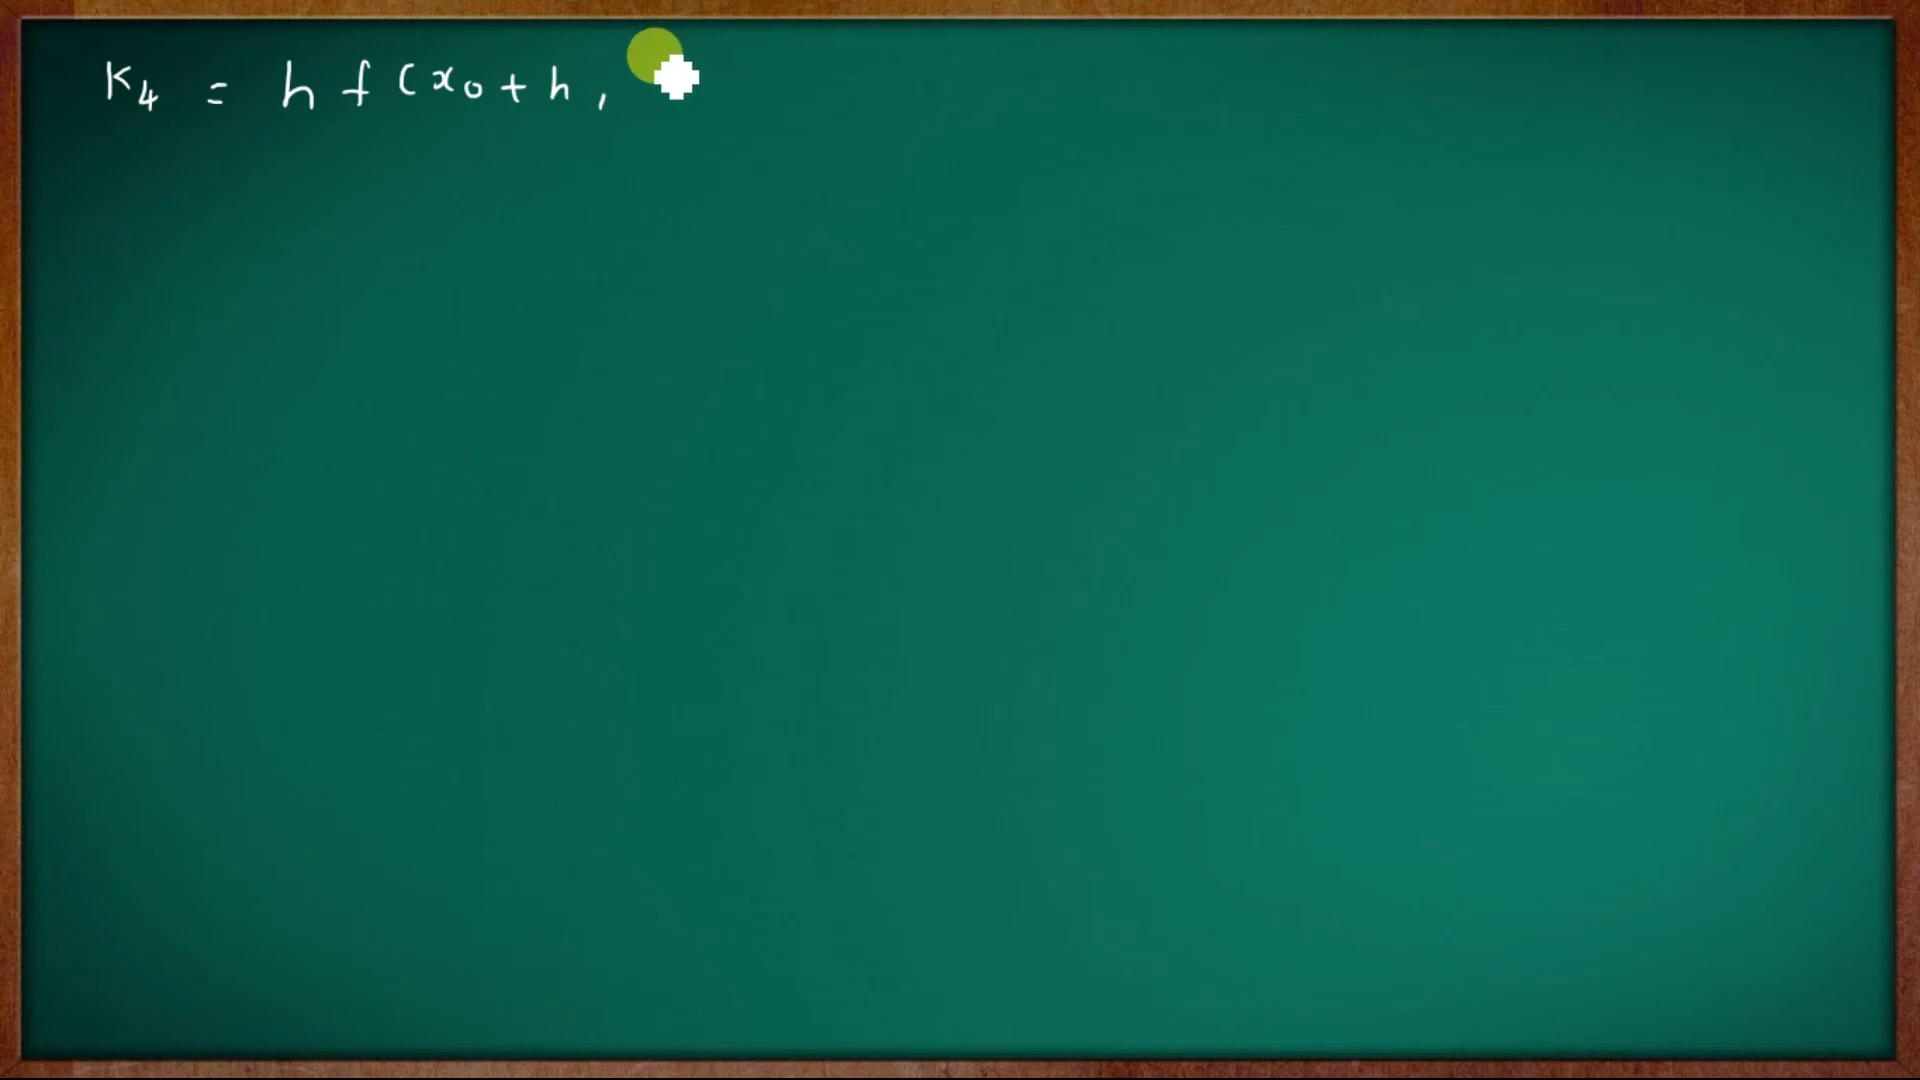 K₄ = h f (x₀ + h ,